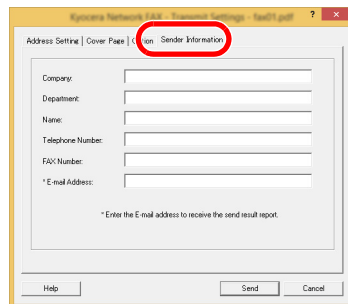 Kyocera Network FAX - Transmit Settings - fax01.pdf ?
Address Setting Cover Page Sender Information
Company:
Department:
Name:
Telephone Number:
FAX Number:
* E-mail Address:
* Enter the E-mail address to receive the send result report.
Help Send Cancel